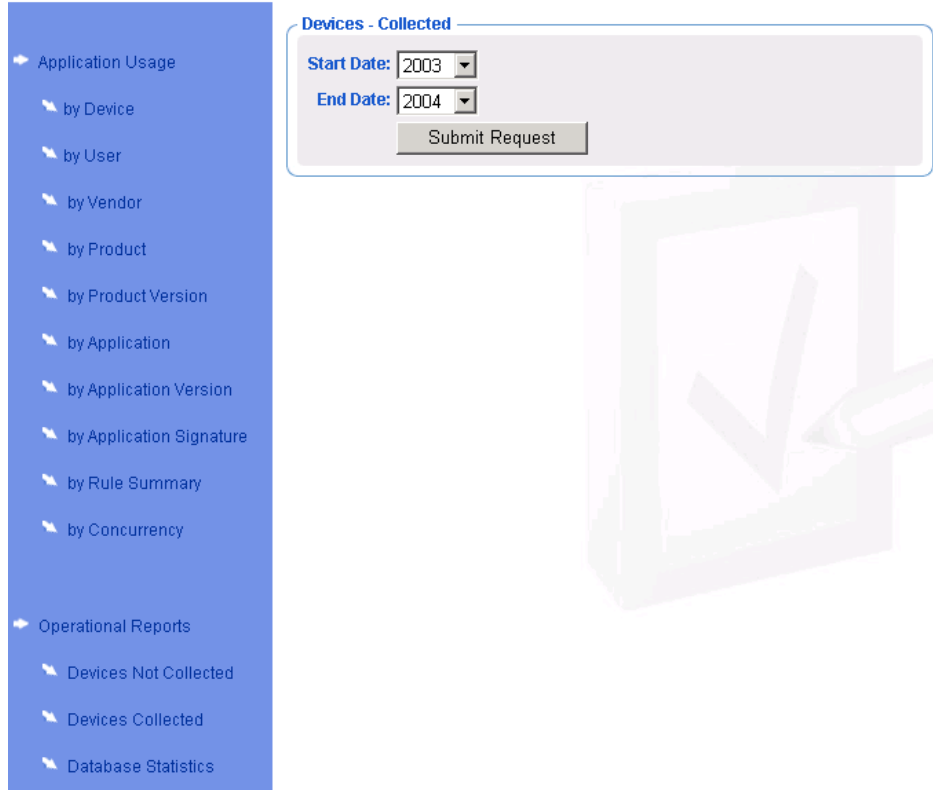 Application Usage
by Device
by User
by Vendor
by Product
by Product Version
by Application
by Application Version
by Application Signature
by Rule Summary
by Concurrency
Operational Reports
Devices Not Collected
Devices Collected
Database Statistics
Devices - Collected
Start Date: 2003
End Date: 2004
Submit Request